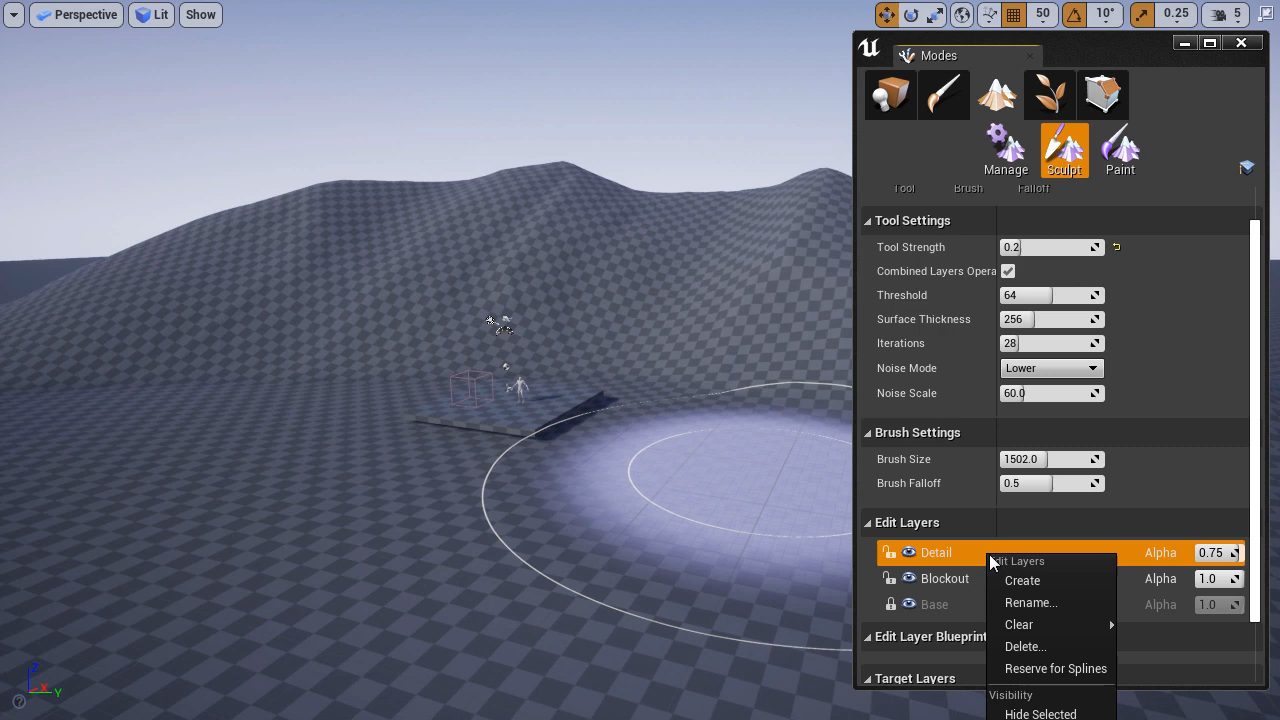 Perspective
Lit
Show
50
10°
0.25
5
Modes
Manage
Sculpt
Paint
Tool
Brush
Falloff
Tool Settings
Tool Strength
0.2
Combined Layers Opera
Threshold
64
Surface Thickness
256
Iterations
28
Noise Mode
Lower
Noise Scale
60.0
Brush Settings
Brush Size
1502.0
Brush Falloff
0.5
Edit Layers
Detail
Alpha
0.75
Blockout
Alpha
1.0
Base
Alpha
1.0
Edit Layer Blueprint
Target Layers
dit Layers
Create
Rename...
Clear
Delete...
Reserve for Splines
Visibility
Hide Selected
Z
X
Y